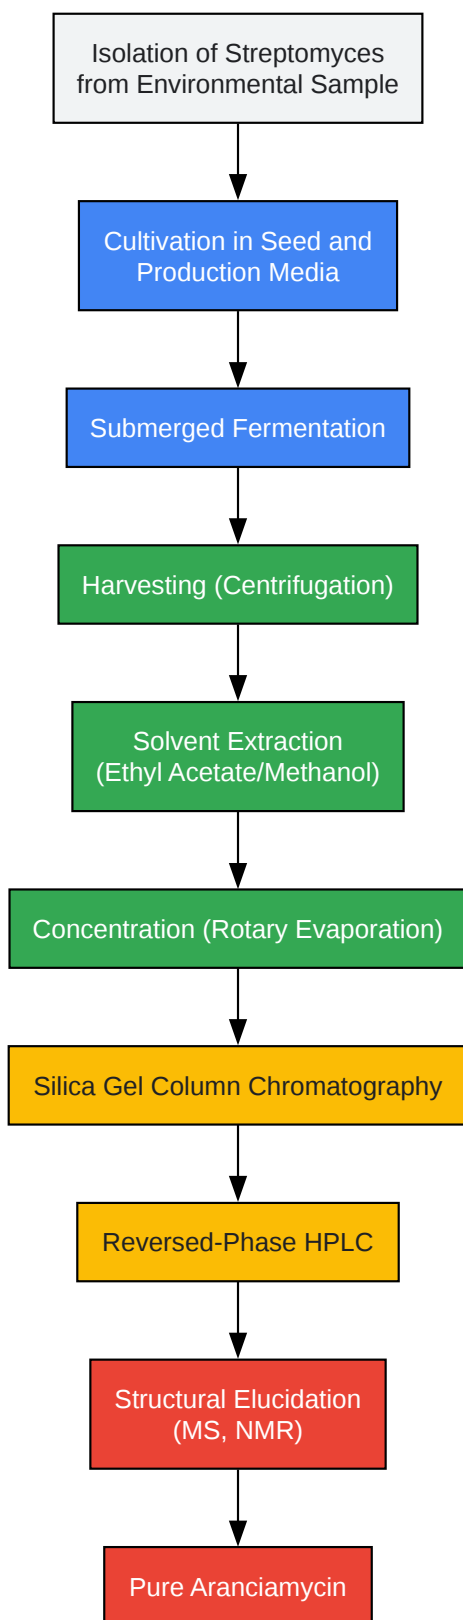 Isolation of Streptomyces
from Environmental Sample
Cultivation in Seed and
Production Media
Submerged Fermentation
Harvesting (Centrifugation)
Solvent Extraction
(Ethyl Acetate/Methanol)
Concentration (Rotary Evaporation)
Silica Gel Column Chromatography
Reversed-Phase HPLC
Structural Elucidation
(MS, NMR)
Pure Aranciamycin